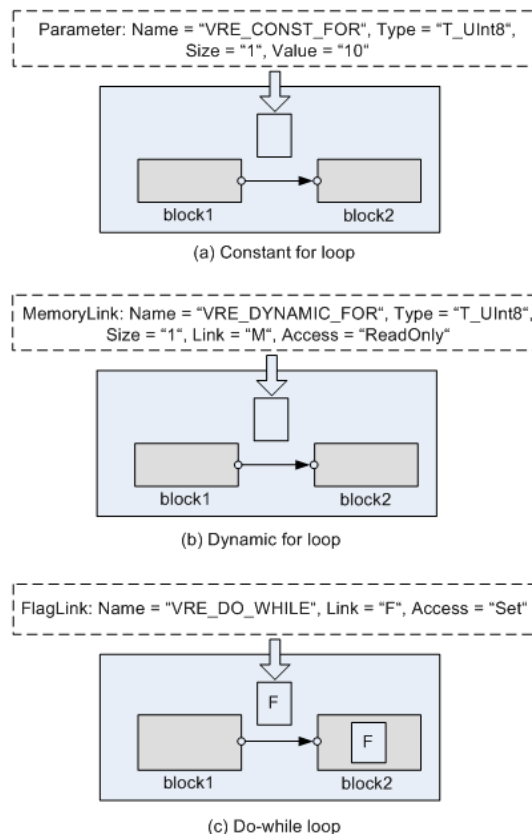 Parameter: Name = “VRE_CONST_FOR“, Type = “T_UInt8“,
Size = “1“, Value = “10“
block1
block2
(a) Constant for loop
MemoryLink: Name = “VRE_DYNAMIC_FOR“, Type = “T_UInt8“,
Size = “1“, Link = “M“, Access = “ReadOnly“
block1
block2
(b) Dynamic for loop
FlagLink: Name = "VRE_DO_WHILE", Link = “F“, Access = “Set“
F
F
block1
block2
(c) Do-while loop